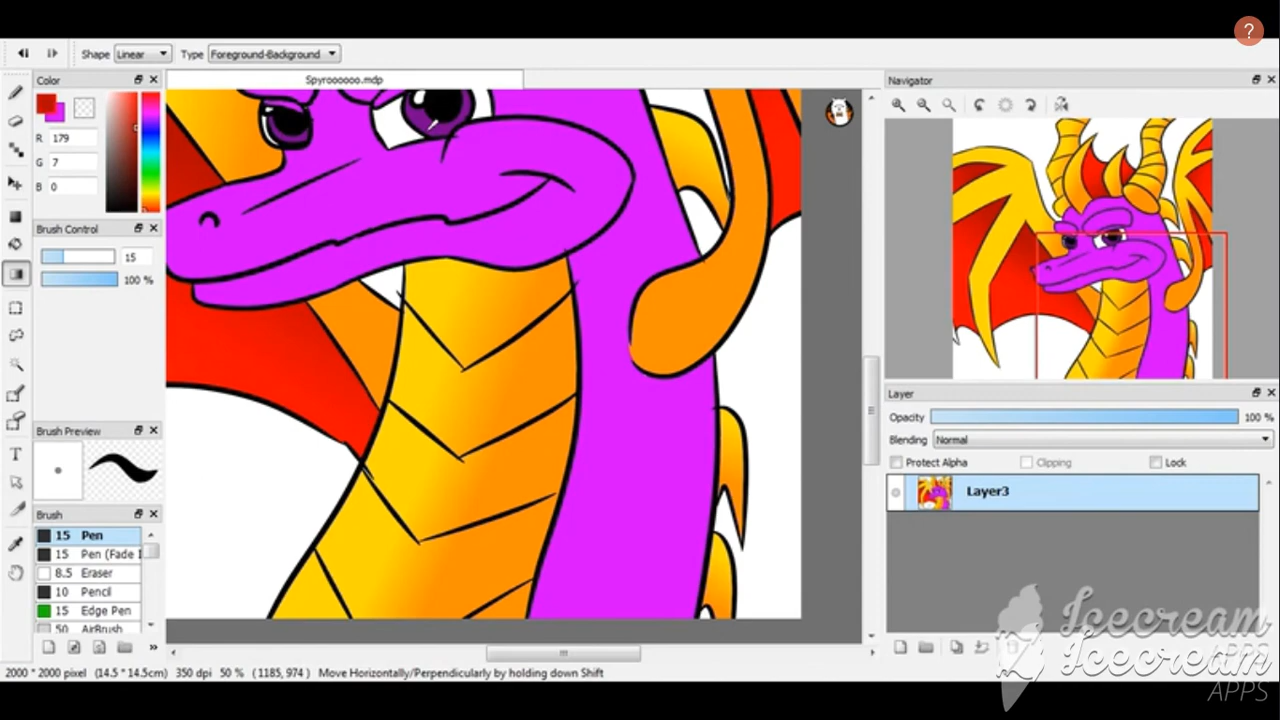 ?
Shape Linear Type Foreground-Background
Color
Spyroooooo.mdp
Navigator
R 179
G 7
B 0
Brush Control
15
100 %
Layer
Opacity 100 %
Blending Normal
Protect Alpha Clipping Lock
Layer3
Brush Preview
T
Brush
15 Pen
15 Pen (Fade I
8.5 Eraser
10 Pencil
15 Edge Pen
50 AirBrush
»
2000 * 2000 pixel (14.5 * 14.5cm) 350 dpi 50 % (1185, 974) Move Horizontally/Perpendicularly by holding down Shift
Icecream
APPS
Icecream
APPS